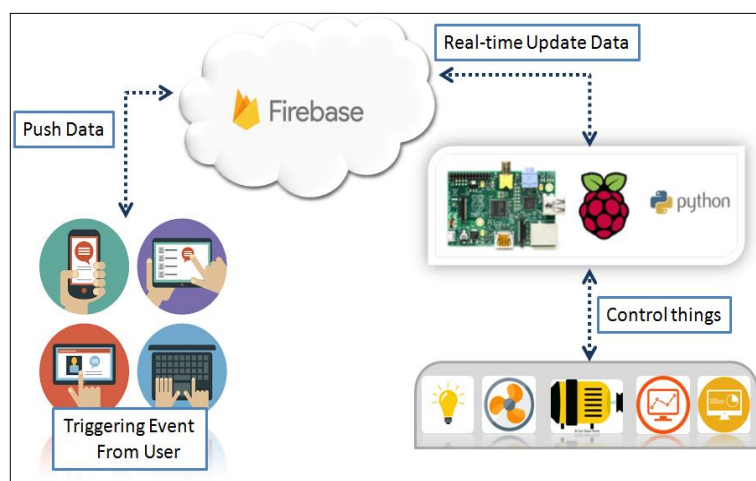 Real-time Update Data
Firebase
Push Data
python
Control things
Triggering Event
From User